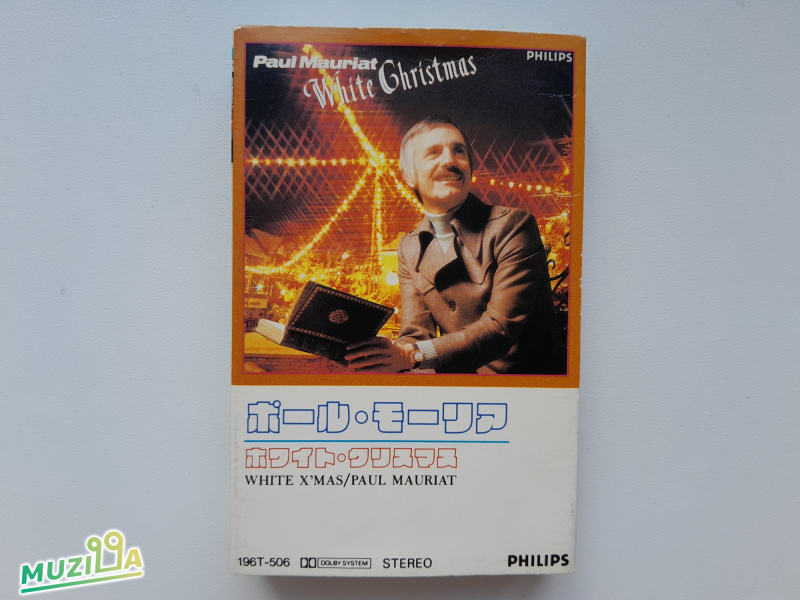 Paul Mauriat
PHILIPS
White Christmas
ポール・モーリア
ホワイト・クリスマス
WHITE X'MAS/PAUL MAURIAT
196T-506 DOLBY SYSTEM STEREO PHILIPS
MUZILLA